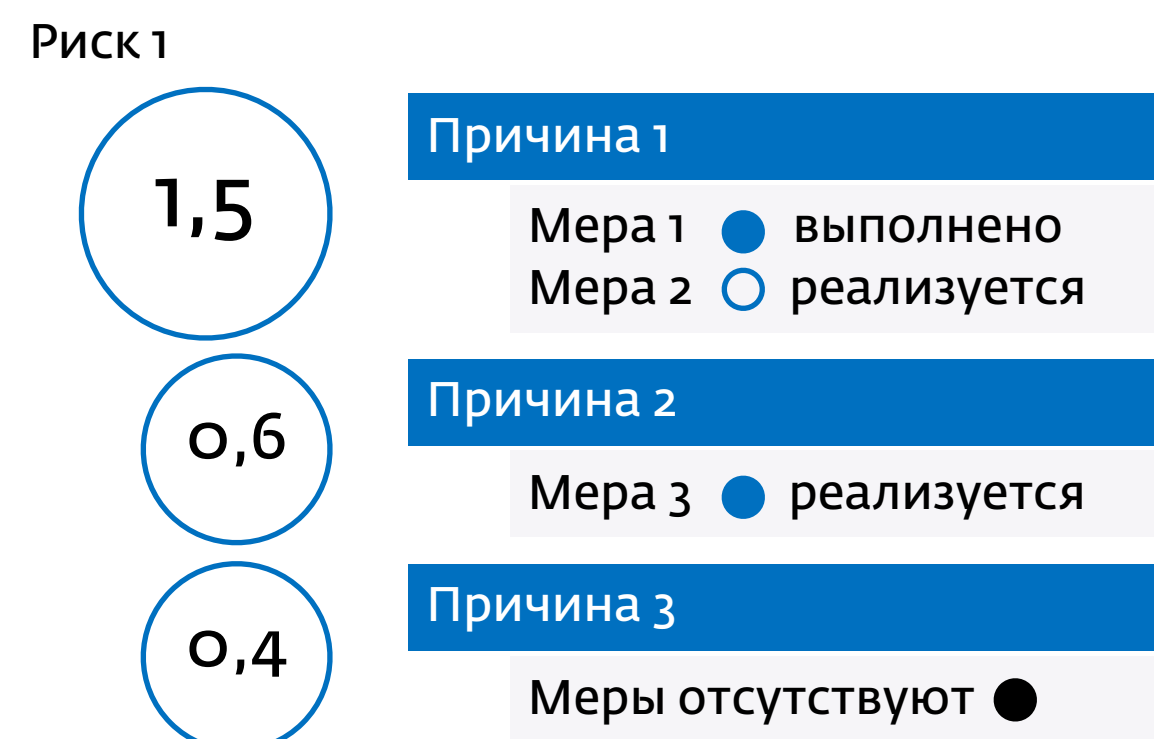 Риск 1
1,5
Причина 1
Мера 1 выполнено
Мера 2 реализуется
0,6
Причина 2
Мера 3 реализуется
0,4
Причина 3
Меры отсутствуют